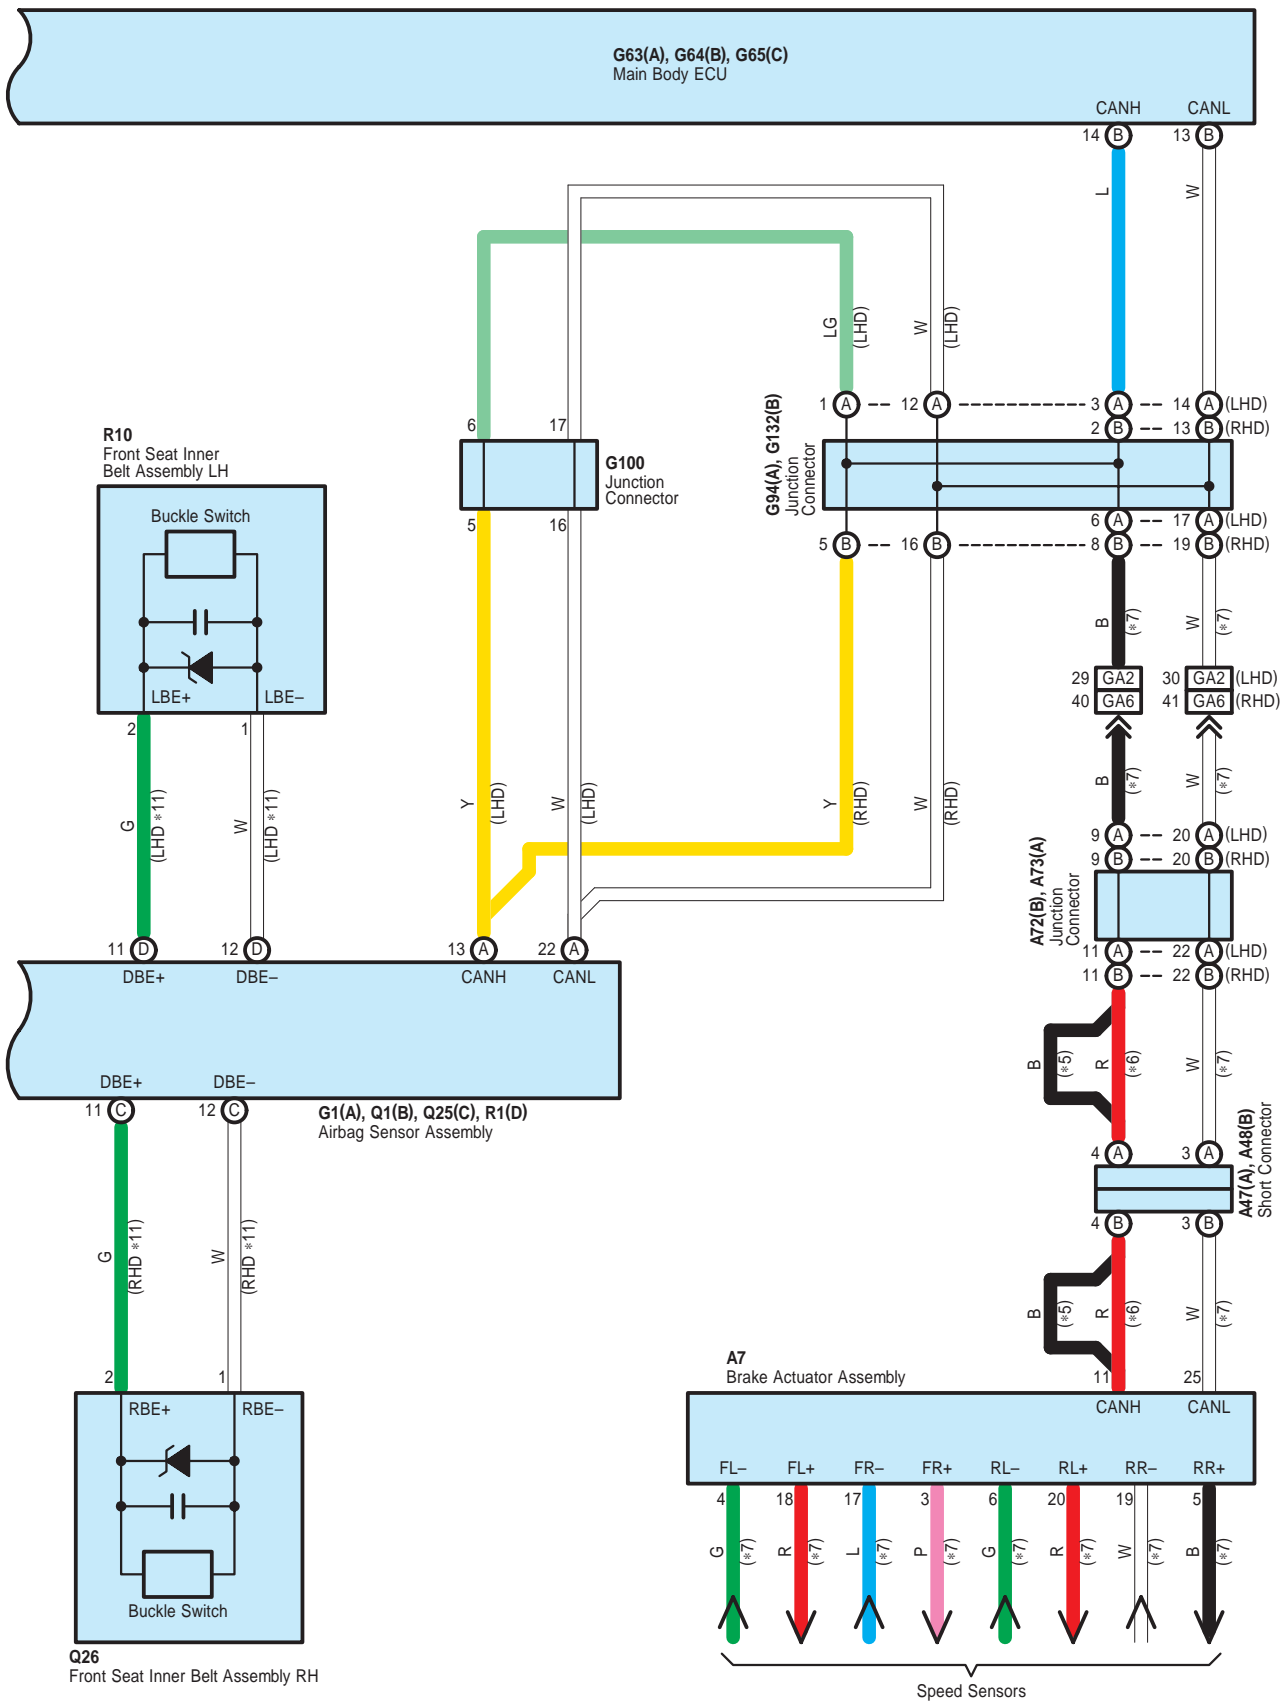 G63(A), G64(B), G65(C)
Main Body ECU
CANH CANL
14 B 13 B
L W
LG (LHD) W (LHD)
1 A 12 A 3 A 14 A (LHD)
2 B 13 B (RHD)
G94(A), G132(B)
Junction
Connector
6 A 17 A (LHD)
5 B 16 B 8 B 19 B (RHD)
6 17
G100
Junction
Connector
5 16
R10
Front Seat Inner
Belt Assembly LH
Buckle Switch
LBE+ LBE–
2 1
G (LHD *11) W (LHD *11)
Y (LHD) W (LHD) Y (RHD) W (RHD)
B (*7) W (*7)
29 GA2 30 GA2 (LHD)
40 GA6 41 GA6 (RHD)
B (*7) W (*7)
9 A 20 A (LHD)
9 B 20 B (RHD)
A72(B), A73(A)
Junction
Connector
11 A 22 A (LHD)
11 B 22 B (RHD)
11 D 12 D 13 A 22 A
DBE+ DBE– CANH CANL
DBE+ DBE–
11 C 12 C
G1(A), Q1(B), Q25(C), R1(D)
Airbag Sensor Assembly
B (*5) R (*6) W (*7)
4 A 3 A
A47(A), A48(B)
Short Connector
4 B 3 B
G (RHD *11) W (RHD *11)
B (*5) R (*6) W (*7)
2 1
RBE+ RBE–
Buckle Switch
Q26
Front Seat Inner Belt Assembly RH
A7
Brake Actuator Assembly
11 25
CANH CANL
FL– FL+ FR– FR+ RL– RL+ RR– RR+
4 18 17 3 6 20 19 5
G (*7) R (*7) L (*7) P (*7) G (*7) R (*7) W (*7) B (*7)
Speed Sensors